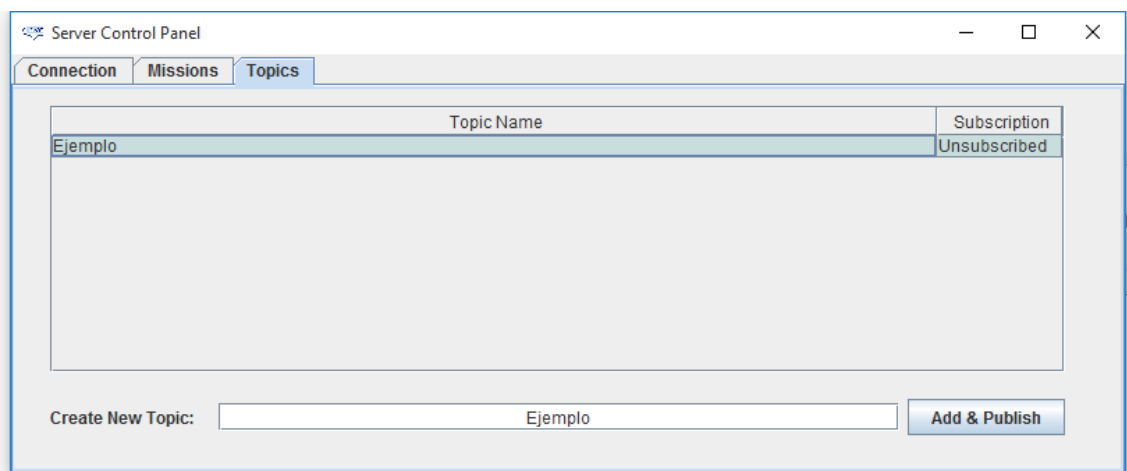 Server Control Panel
Connection Missions Topics
Topic Name Subscription
Ejemplo Unsubscribed
Create New Topic: Ejemplo Add & Publish